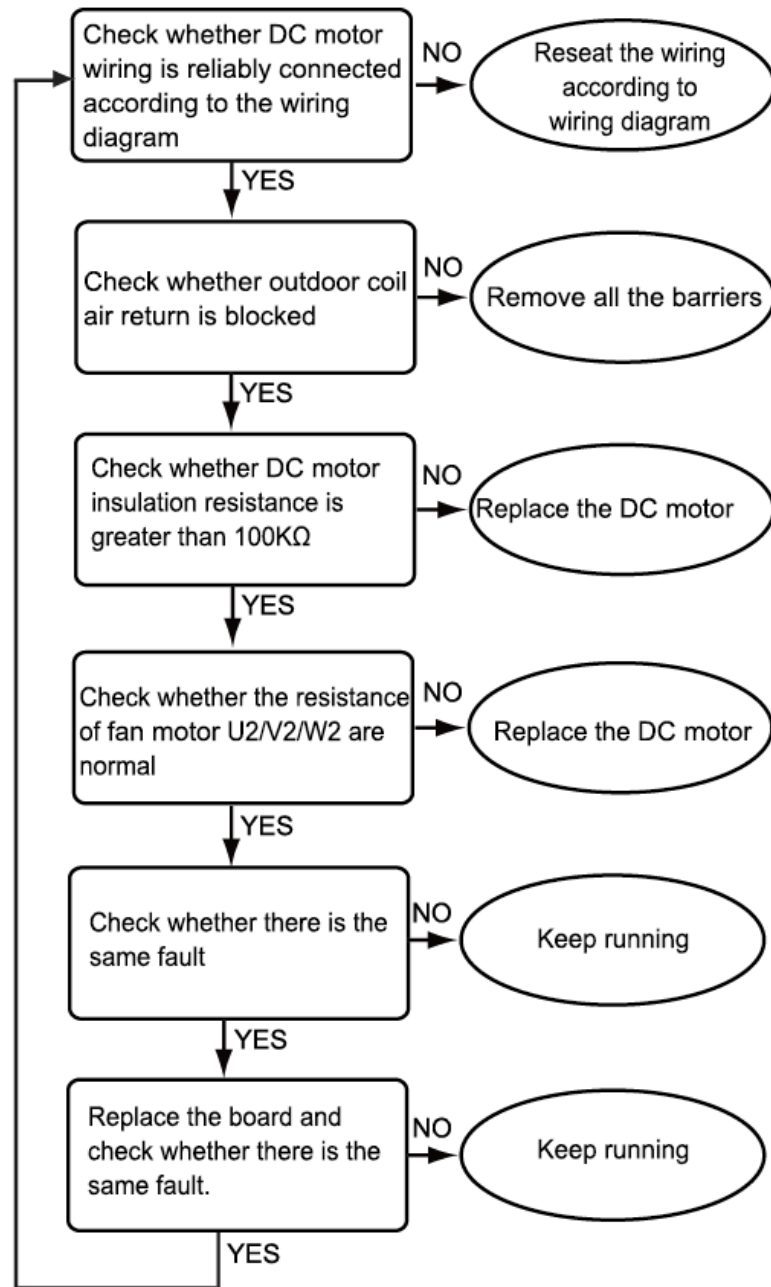 Check whether DC motor
wiring is reliably connected
according to the wiring
diagram
NO
Reseat the wiring
according to
wiring diagram
YES
Check whether outdoor coil
air return is blocked
NO
Remove all the barriers
YES
Check whether DC motor
insulation resistance is
greater than 100KΩ
NO
Replace the DC motor
YES
Check whether the resistance
of fan motor U2/V2/W2 are
normal
NO
Replace the DC motor
YES
Check whether there is the
same fault
NO
Keep running
YES
Replace the board and
check whether there is the
same fault.
NO
Keep running
YES